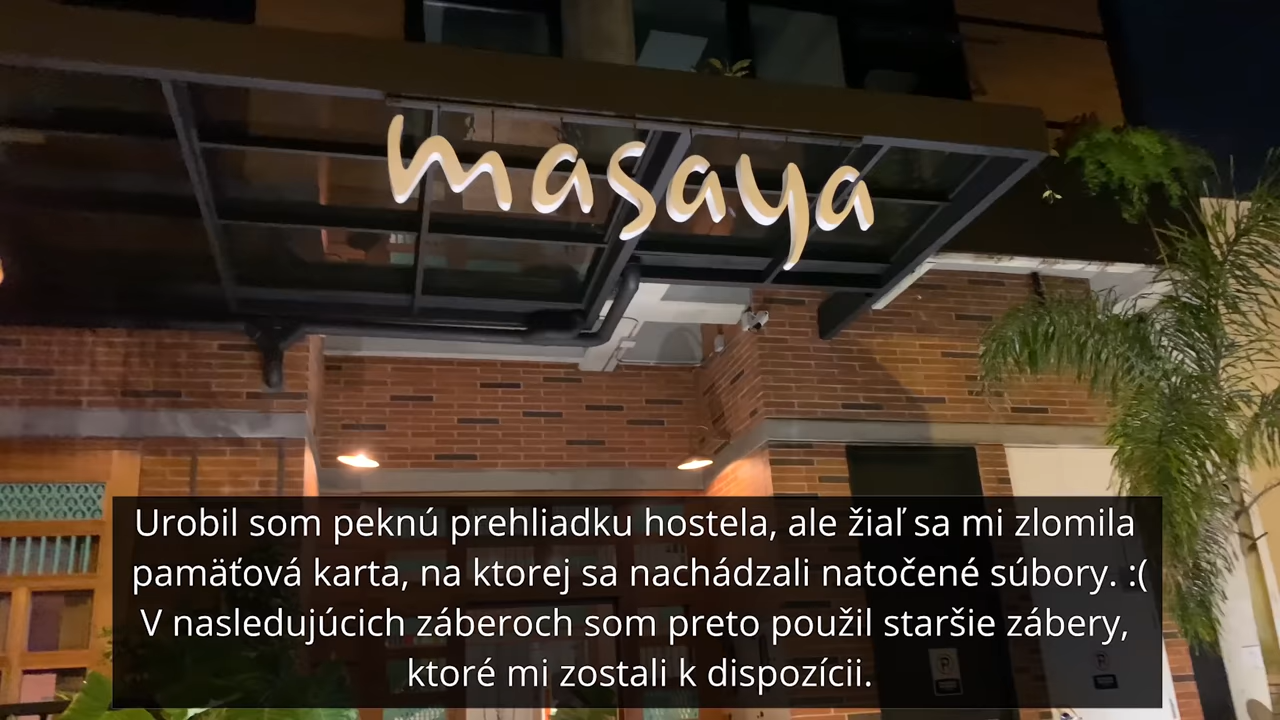 masaya
Urobil som peknú prehliadku hostela, ale žiaľ sa mi zlomila
pamäťová karta, na ktorej sa nachádzali natočené súbory. :(
V nasledujúcich záberoch som preto použil staršie zábery,
ktoré mi zostali k dispozícii.